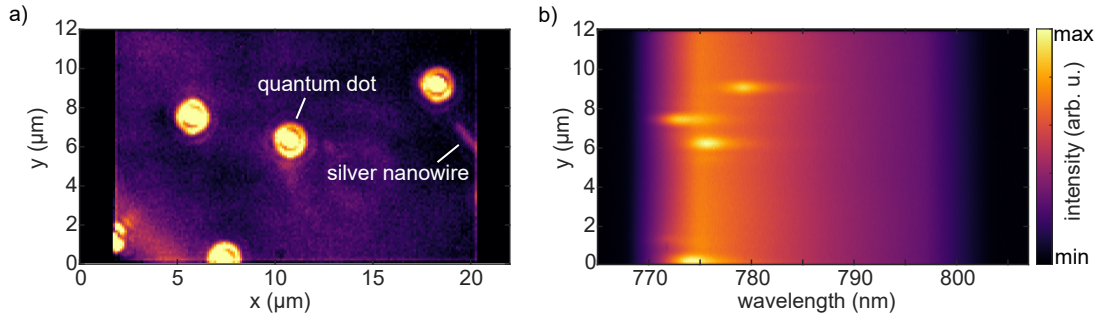 a)
12
10
8
6
4
2
0
y (µm)
quantum dot
silver nanowire
0
5
10
15
20
x (µm)
b)
12
10
8
6
4
2
0
y (µm)
770
780
790
800
wavelength (nm)
max
intensity (arb. u.)
min